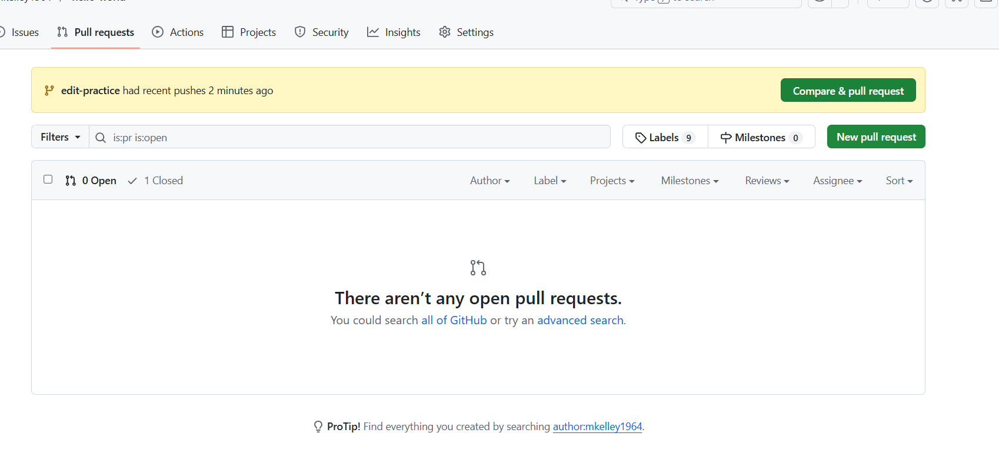 Issues Pull requests Actions Projects Security Insights Settings
edit-practice had recent pushes 2 minutes ago Compare & pull request
Filters is:pr is:open Labels 9 Milestones 0 New pull request
0 Open 1 Closed Author Label Projects Milestones Reviews Assignee Sort
There aren’t any open pull requests.
You could search all of GitHub or try an advanced search.
ProTip! Find everything you created by searching author:mkelley1964.